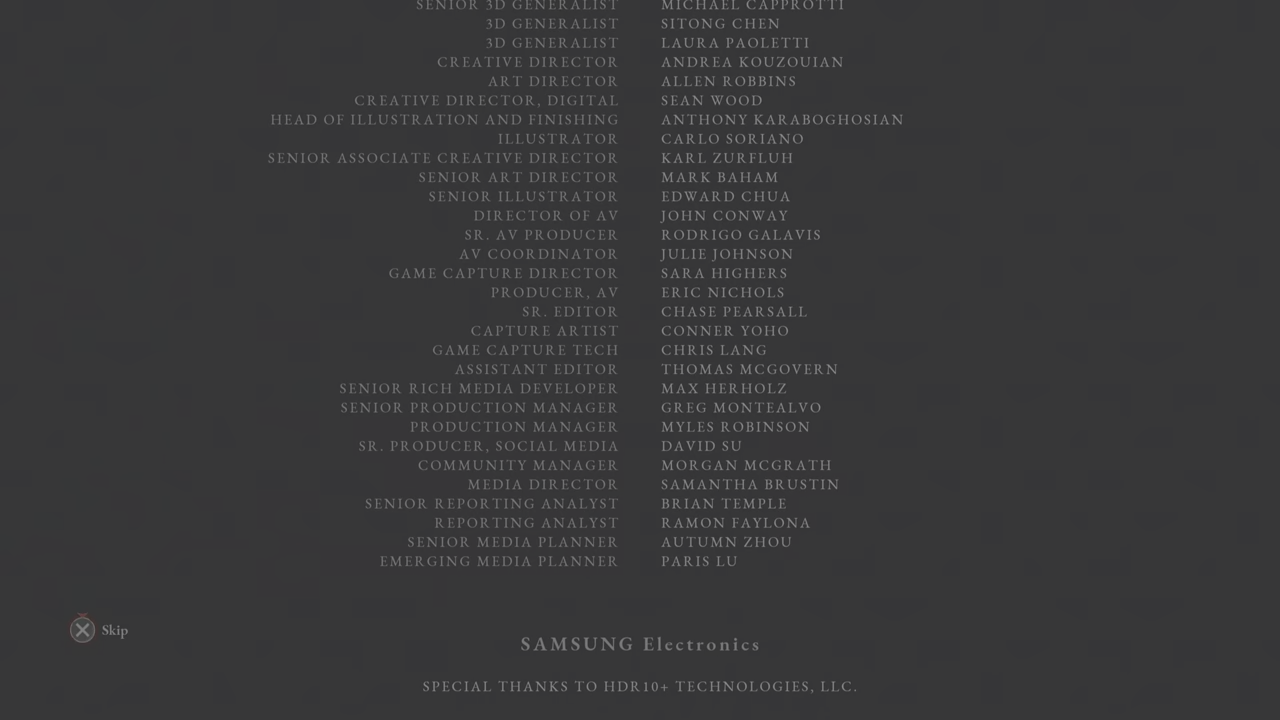 SENIOR 3D GENERALIST MICHAEL CAPPROTTI
3D GENERALIST SITONG CHEN
3D GENERALIST LAURA PAOLETTI
CREATIVE DIRECTOR ANDREA KOUZOUIAN
ART DIRECTOR ALLEN ROBBINS
CREATIVE DIRECTOR, DIGITAL SEAN WOOD
HEAD OF ILLUSTRATION AND FINISHING ANTHONY KARABOGHOSIAN
ILLUSTRATOR CARLO SORIANO
SENIOR ASSOCIATE CREATIVE DIRECTOR KARL ZURFLUH
SENIOR ART DIRECTOR MARK BAHAM
SENIOR ILLUSTRATOR EDWARD CHUA
DIRECTOR OF AV JOHN CONWAY
SR. AV PRODUCER RODRIGO GALAVIS
AV COORDINATOR JULIE JOHNSON
GAME CAPTURE DIRECTOR SARA HIGHERS
PRODUCER, AV ERIC NICHOLS
SR. EDITOR CHASE PEARSALL
CAPTURE ARTIST CONNER YOHO
GAME CAPTURE TECH CHRIS LANG
ASSISTANT EDITOR THOMAS MCGOVERN
SENIOR RICH MEDIA DEVELOPER MAX HERHOLZ
SENIOR PRODUCTION MANAGER GREG MONTEALVO
PRODUCTION MANAGER MYLES ROBINSON
SR. PRODUCER, SOCIAL MEDIA DAVID SU
COMMUNITY MANAGER MORGAN MCGRATH
MEDIA DIRECTOR SAMANTHA BRUSTIN
SENIOR REPORTING ANALYST BRIAN TEMPLE
REPORTING ANALYST RAMON FAYLONA
SENIOR MEDIA PLANNER AUTUMN ZHOU
EMERGING MEDIA PLANNER PARIS LU
Skip
SAMSUNG Electronics
SPECIAL THANKS TO HDR10+ TECHNOLOGIES, LLC.